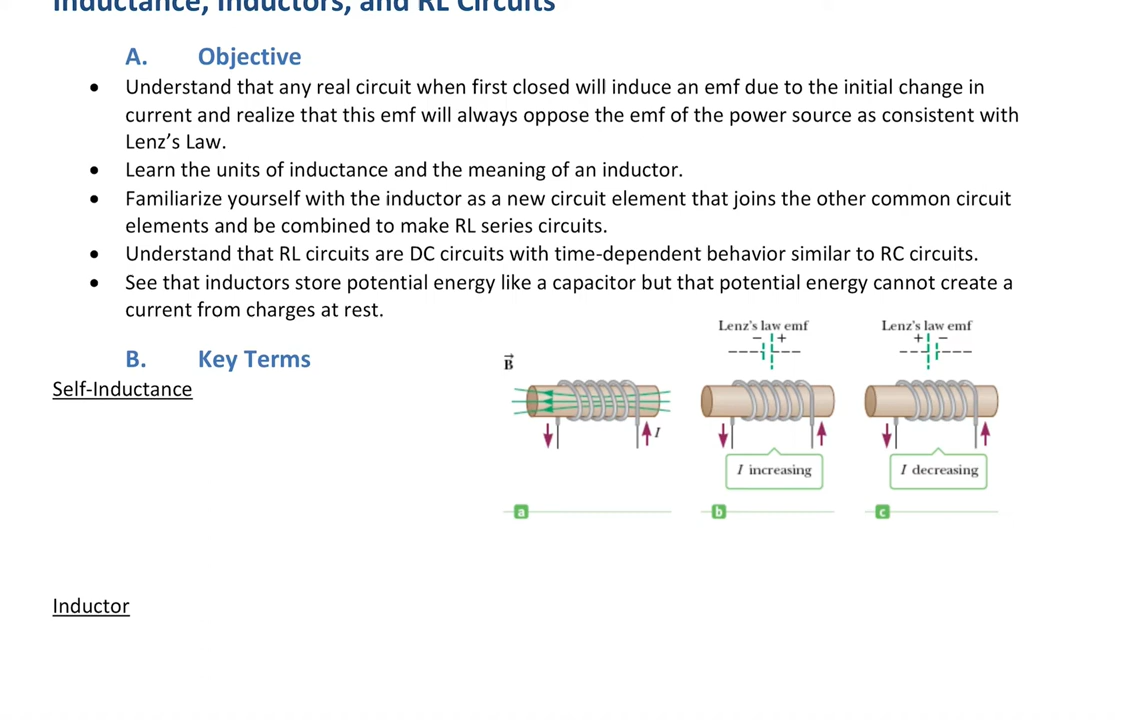 Inductance, Inductors, and RL Circuits
A. Objective
• Understand that any real circuit when first closed will induce an emf due to the initial change in
current and realize that this emf will always oppose the emf of the power source as consistent with
Lenz's Law.
• Learn the units of inductance and the meaning of an inductor.
• Familiarize yourself with the inductor as a new circuit element that joins the other common circuit
elements and be combined to make RL series circuits.
• Understand that RL circuits are DC circuits with time-dependent behavior similar to RC circuits.
• See that inductors store potential energy like a capacitor but that potential energy cannot create a
current from charges at rest.
B. Key Terms
Self-Inductance
B⃗
I
a
Lenz's law emf
− +
I increasing
b
Lenz's law emf
+ −
I decreasing
c
Inductor